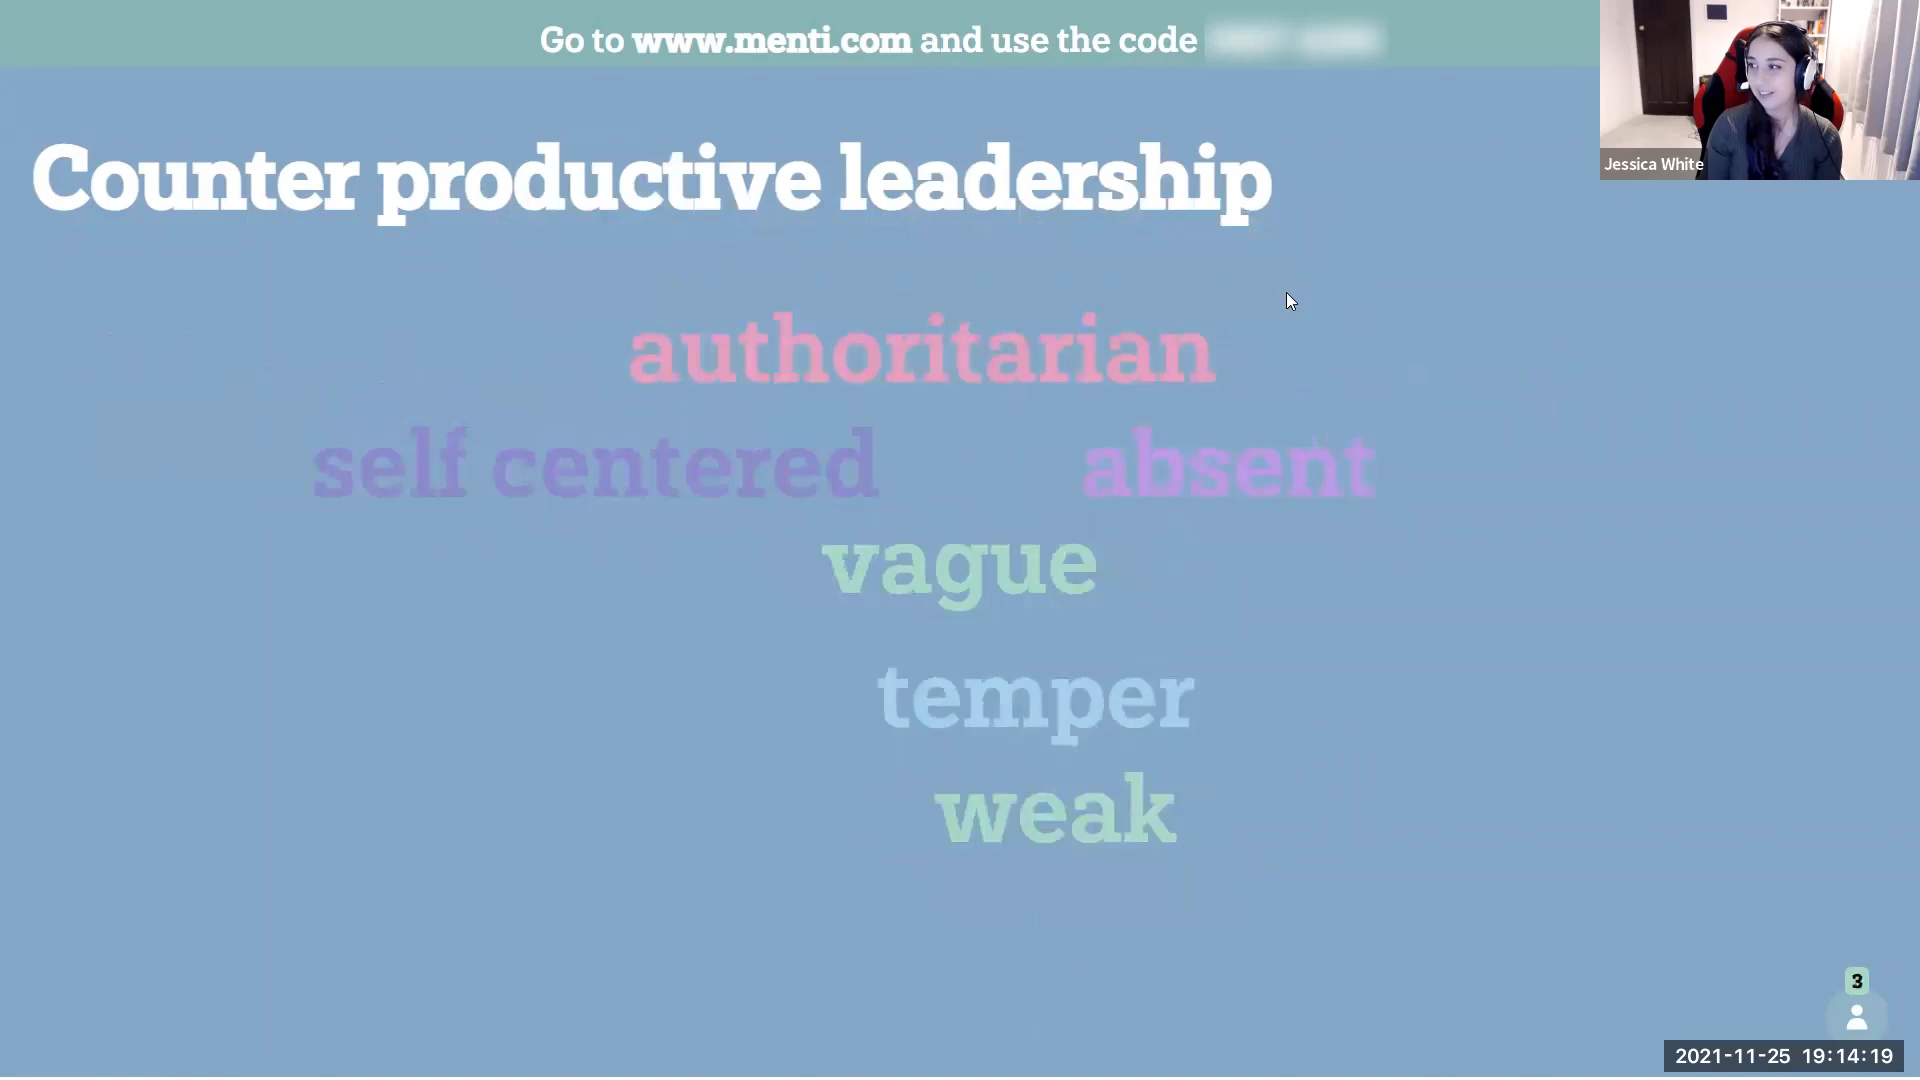 Go to www.menti.com and use the code
Jessica White
Counter productive leadership
authoritarian
self centered absent
vague
temper
weak
3
2021-11-25 19:14:19